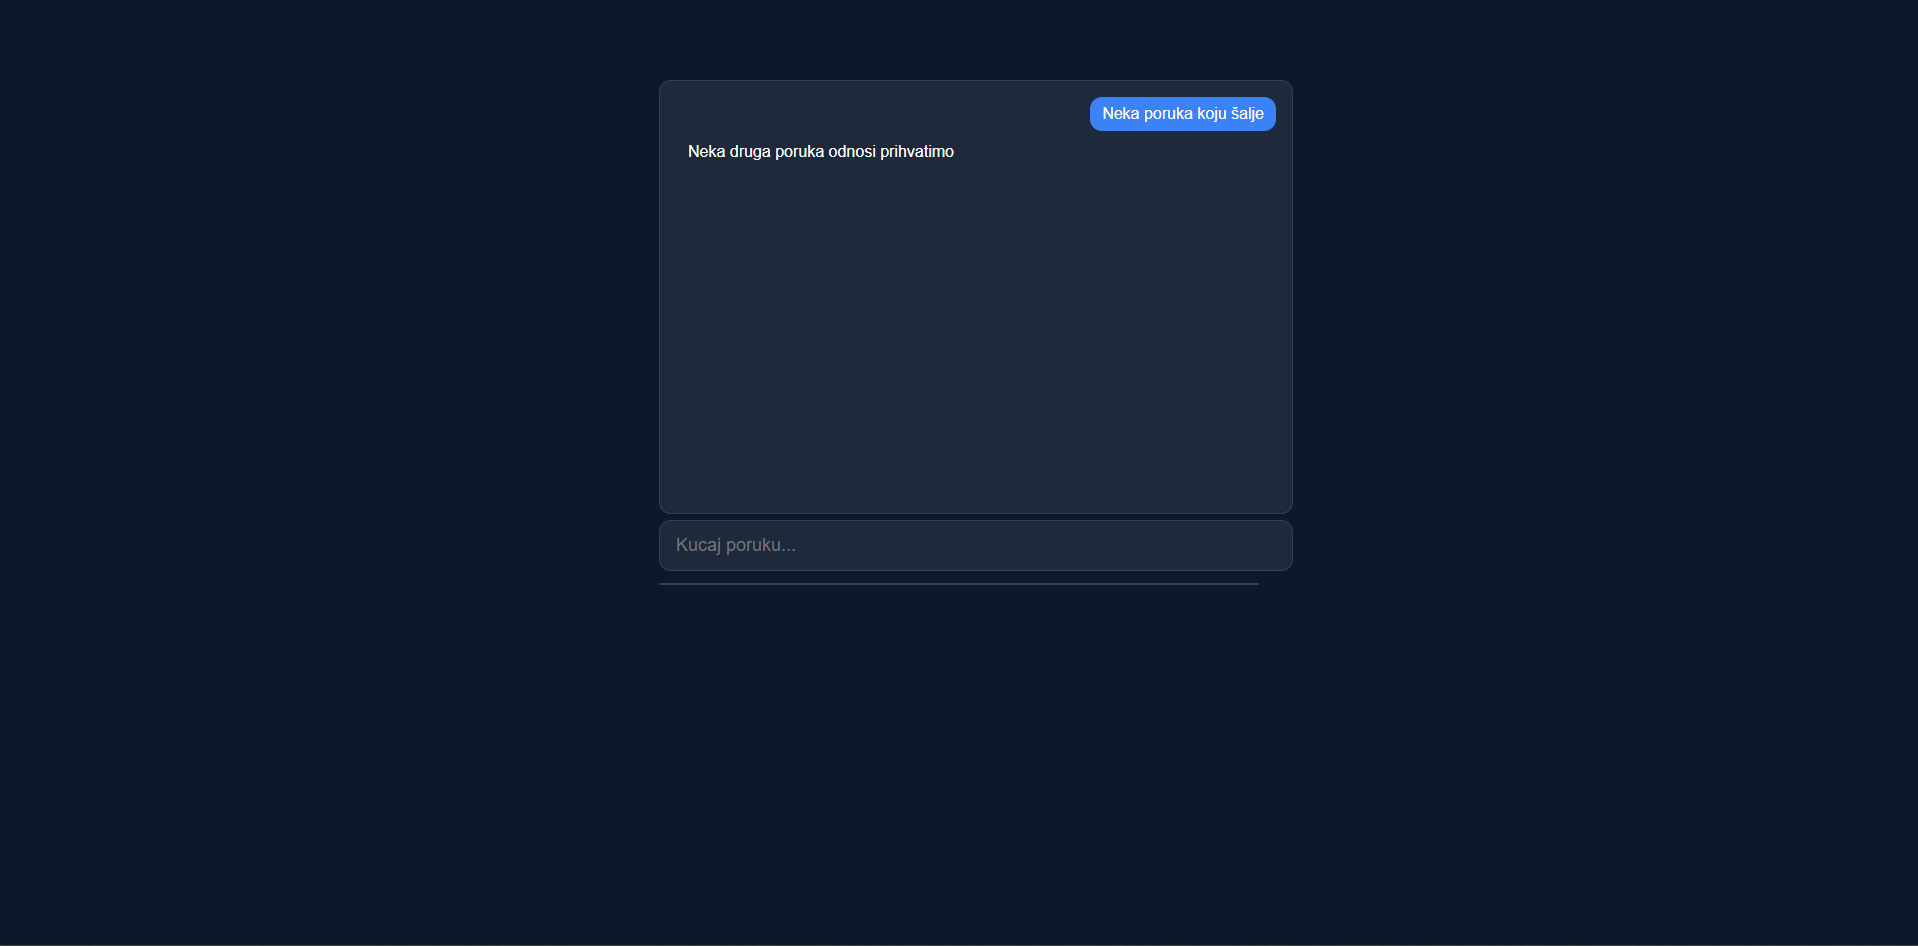 Neka poruka koju šalje
Neka druga poruka odnosi prihvatimo
Kucaj poruku...